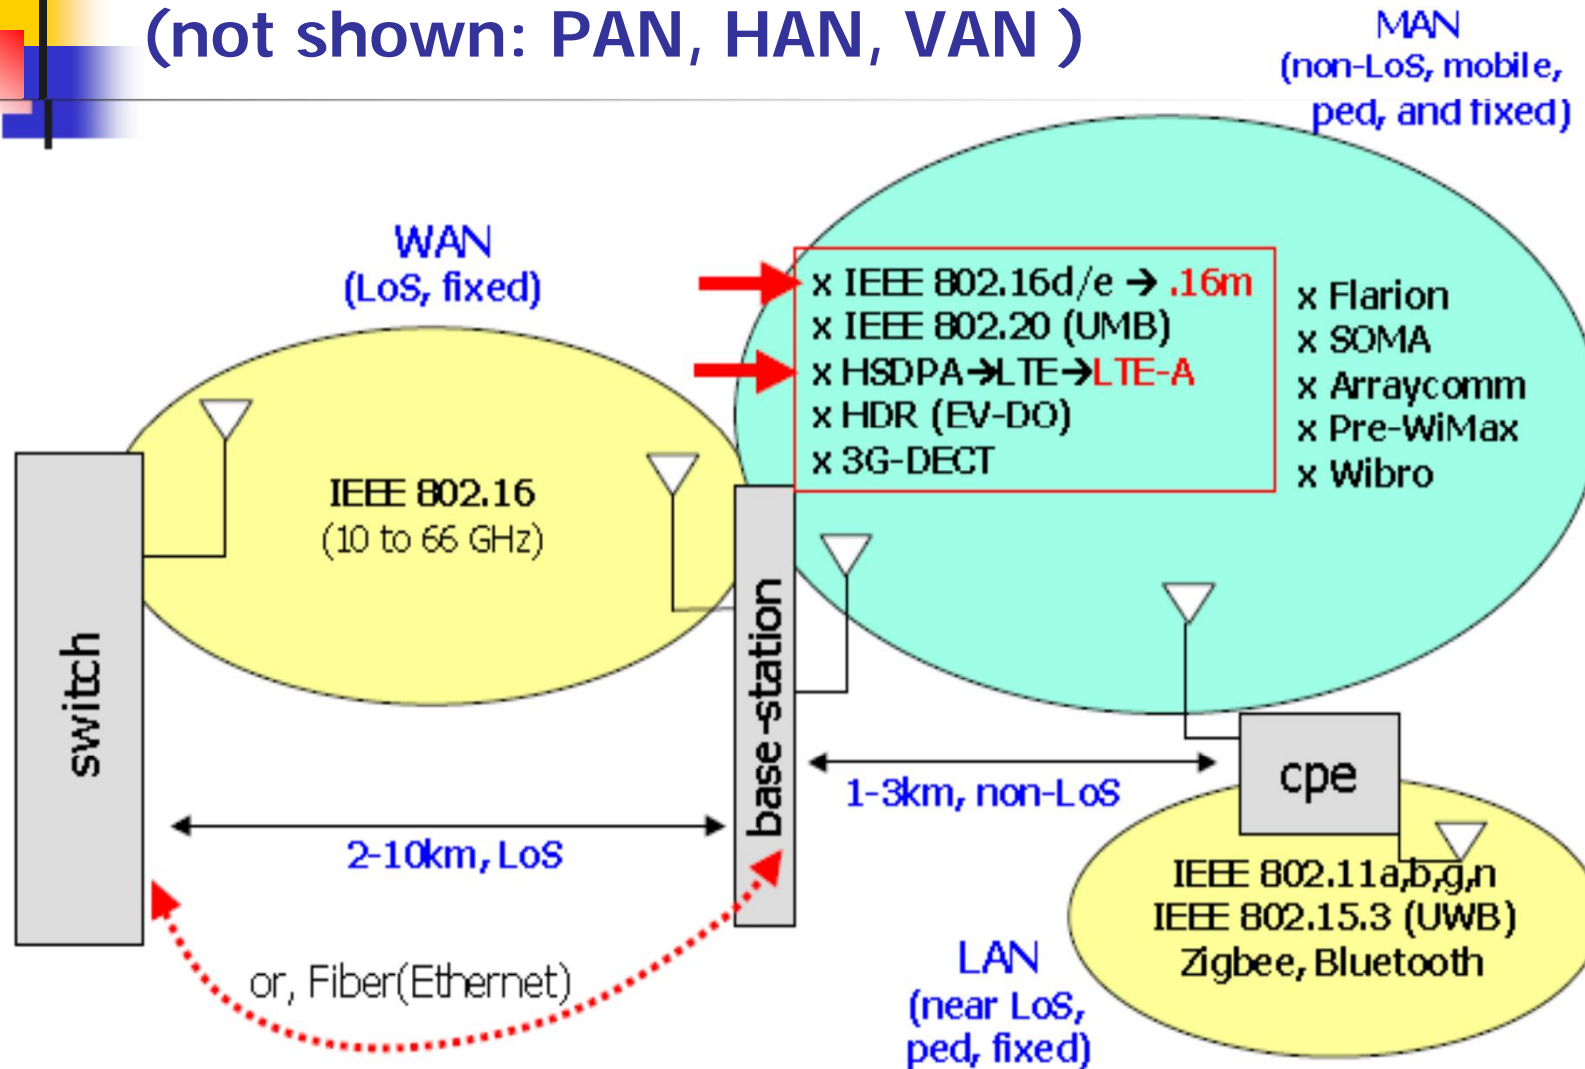 (not shown: PAN, HAN, VAN )
MAN
(non-LoS, mobile,
ped, and fixed)
WAN
(LoS, fixed)
x IEEE 802.16d/e → .16m
x IEEE 802.20 (UMB)
x HSDPA→LTE→LTE-A
x HDR (EV-DO)
x 3G-DECT
x Flarion
x SOMA
x Arraycomm
x Pre-WiMax
x Wibro
IEEE 802.16
(10 to 66 GHz)
switch
base-station
1-3km, non-LoS
cpe
2-10km, LoS
or, Fiber(Ethernet)
IEEE 802.11a,b,g,n
IEEE 802.15.3 (UWB)
Zigbee, Bluetooth
LAN
(near LoS,
ped, fixed)